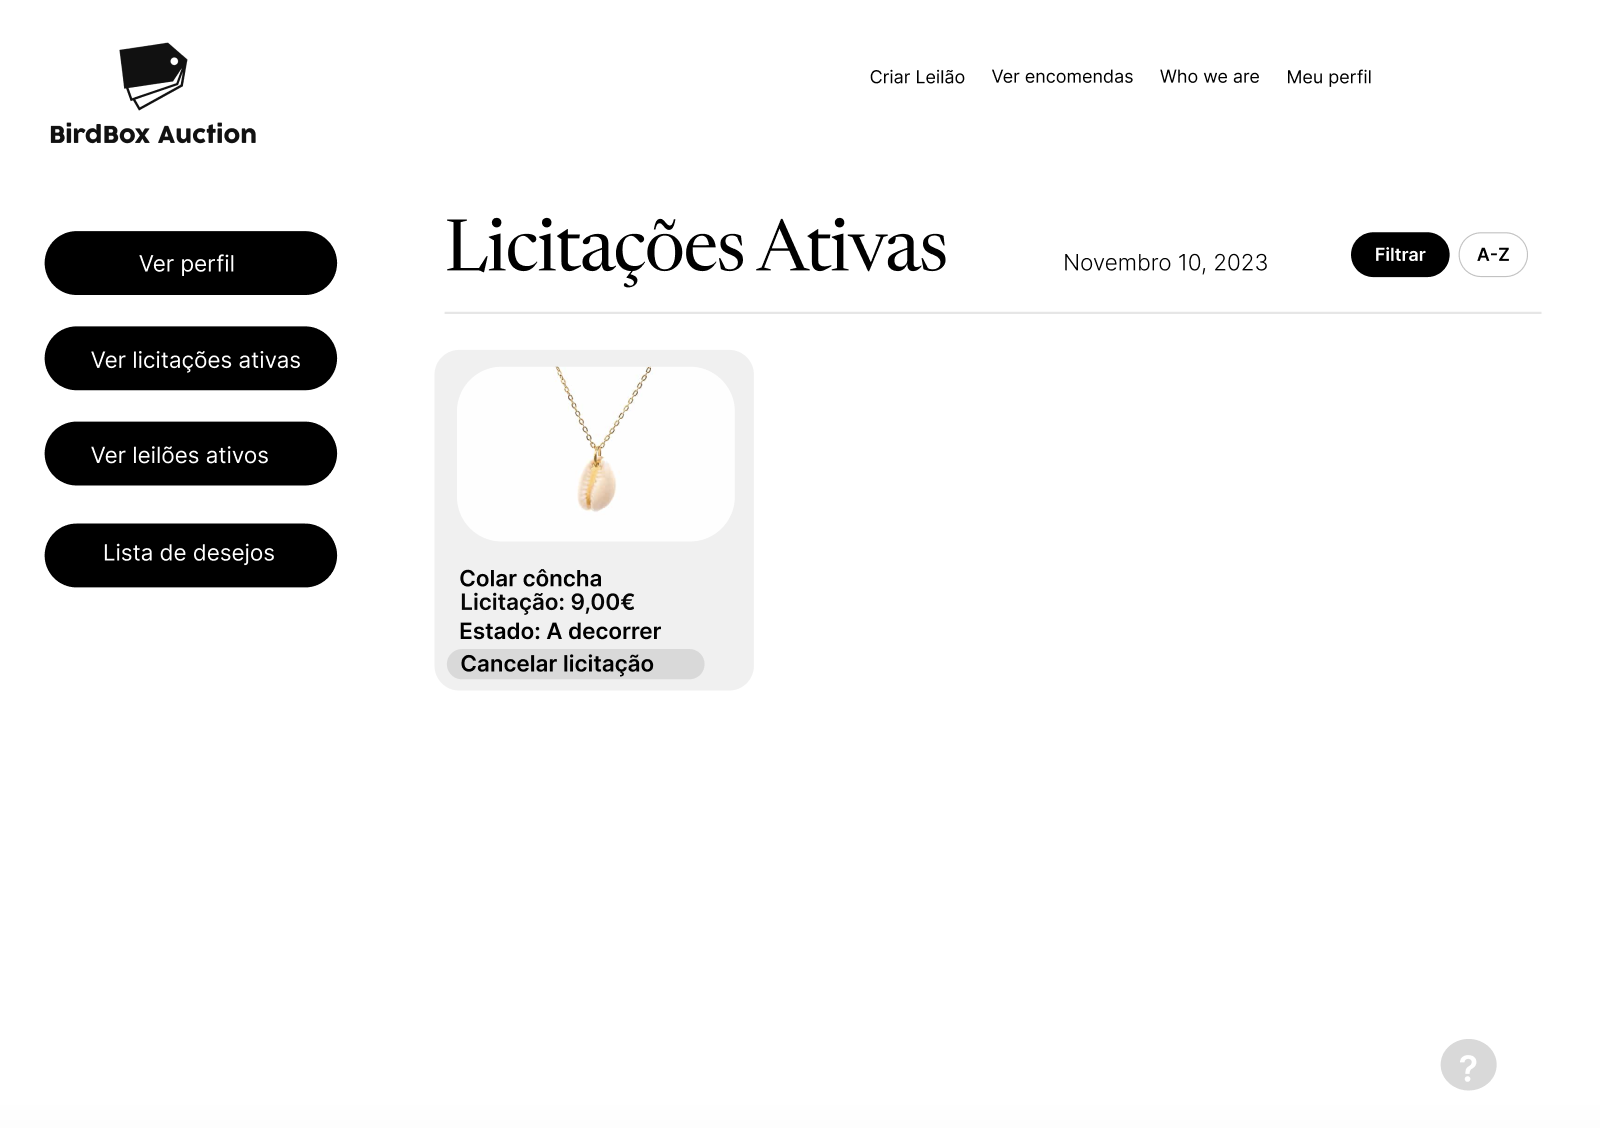 BirdBox Auction
Criar Leilão
Ver encomendas
Who we are
Meu perfil
Ver perfil
Ver licitações ativas
Ver leilões ativos
Lista de desejos
Licitações Ativas
Novembro 10, 2023
Filtrar
A-Z
Colar côncha
Licitação: 9,00€
Estado: A decorrer
Cancelar licitação
?